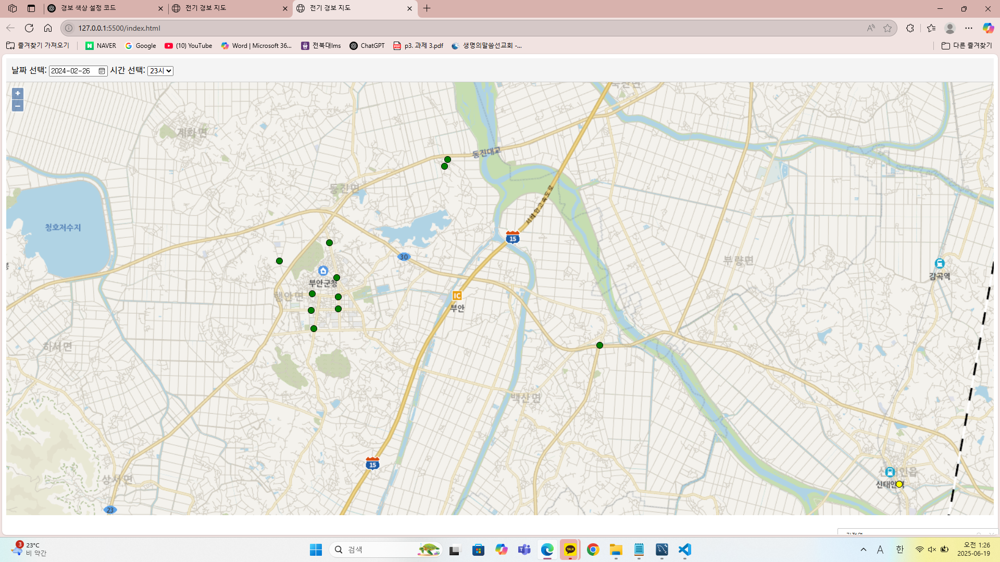 경보 색상 설정 코드
전기 경보 지도
전기 경보 지도
127.0.0.1:5500/index.html
즐겨찾기 가져오기
NAVER
Google
(10) YouTube
Word | Microsoft 36...
전북대lms
ChatGPT
p3. 과제 3.pdf
생명의말씀선교회 -...
다른 즐겨찾기
날짜 선택: 2024-02-26 시간 선택: 23시
+
−
계화면
동진대교
동진면
서해안고속도로
청호저수지
15
30
부량면
감곡역
부안군청
행안면
IC
부안
하서면
백산면
15
상서면
신태인역
23
3
23°C
비 약간
검색
TALK
A
한
오전 1:26
2025-06-19